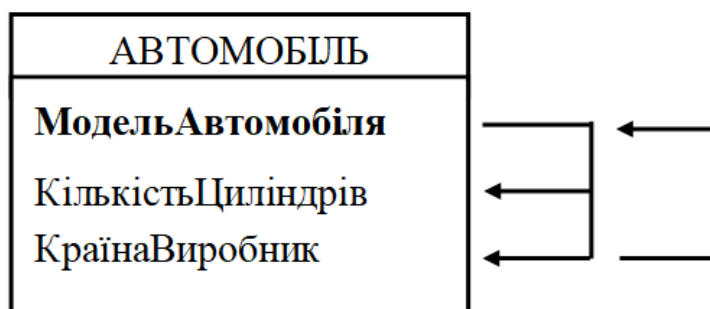 АВТОМОБІЛЬ
МодельАвтомобіля
КількістьЦиліндрів
КраїнаВиробник